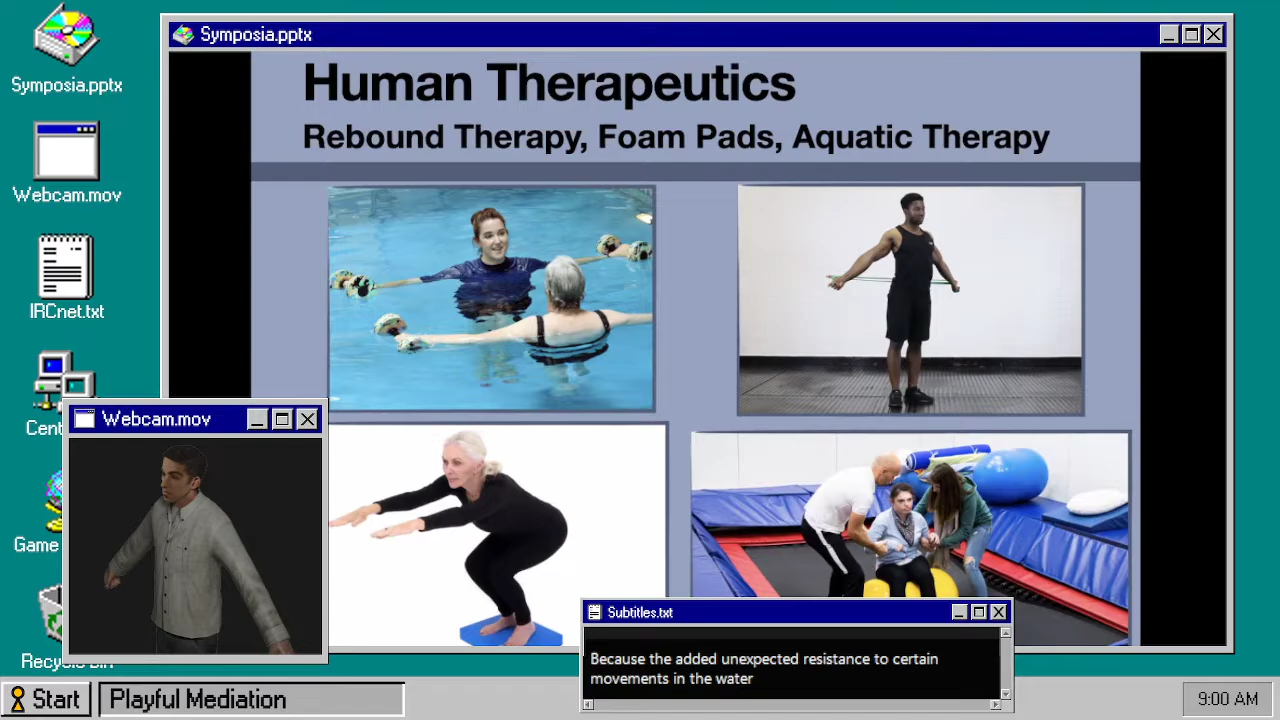 Symposia.pptx
Symposia.pptx
Human Therapeutics
Rebound Therapy, Foam Pads, Aquatic Therapy
Webcam.mov
IRCnet.txt
Cent
Webcam.mov
Game
Subtitles.txt
Because the added unexpected resistance to certain
movements in the water
Start
Playful Mediation
9:00 AM